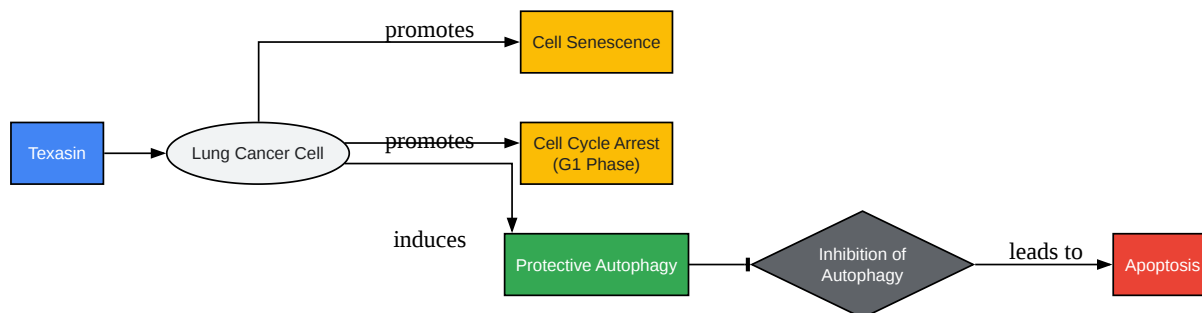 promotes
Cell Senescence
Texasin
Lung Cancer Cell
promotes
Cell Cycle Arrest
(G1 Phase)
induces
Protective Autophagy
Inhibition of
Autophagy
leads to
Apoptosis